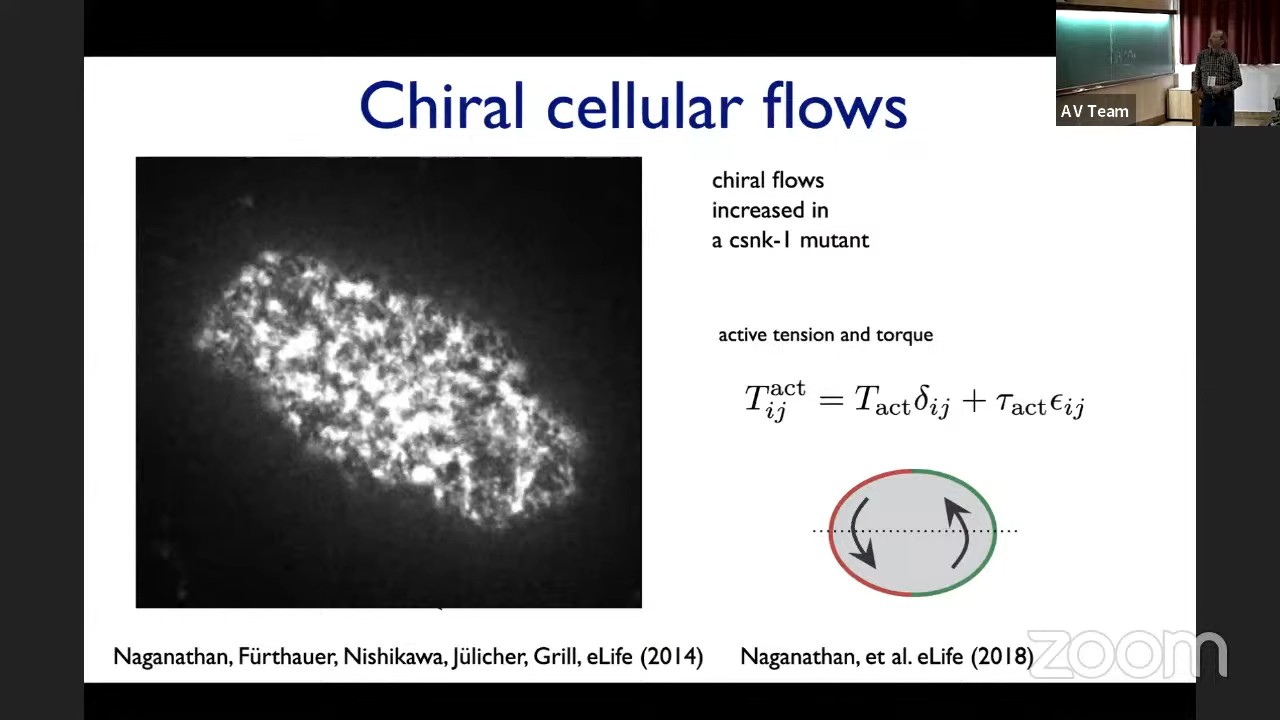 Chiral cellular flows
AV Team
chiral flows
increased in
a csnk-1 mutant
active tension and torque
T_{ij}^{act} = T_{act}δ_{ij} + τ_{act}ϵ_{ij}
Naganathan, Fürthauer, Nishikawa, Jülicher, Grill, eLife (2014)
Naganathan, et al. eLife (2018)
zoom